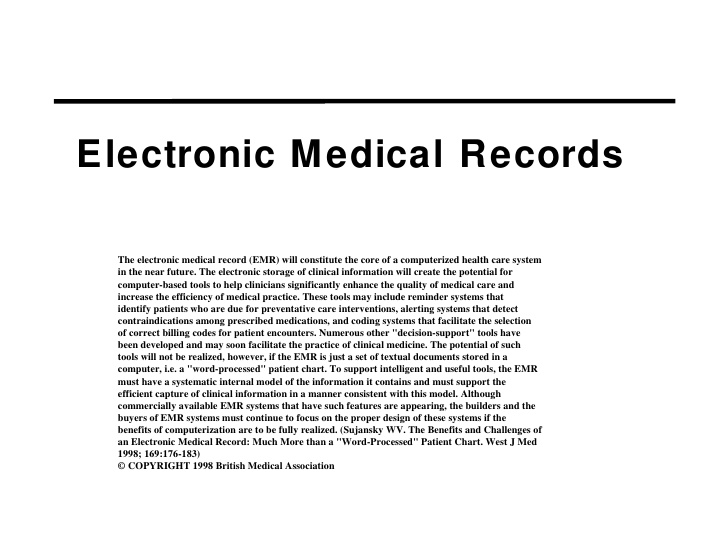 Electronic Medical Records
The electronic medical record (EMR) will constitute the core of a computerized health care system
in the near future. The electronic storage of clinical information will create the potential for
computer-based tools to help clinicians significantly enhance the quality of medical care and
increase the efficiency of medical practice. These tools may include reminder systems that
identify patients who are due for preventative care interventions, alerting systems that detect
contraindications among prescribed medications, and coding systems that facilitate the selection
of correct billing codes for patient encounters. Numerous other "decision-support" tools have
been developed and may soon facilitate the practice of clinical medicine. The potential of such
tools will not be realized, however, if the EMR is just a set of textual documents stored in a
computer, i.e. a "word-processed" patient chart. To support intelligent and useful tools, the EMR
must have a systematic internal model of the information it contains and must support the
efficient capture of clinical information in a manner consistent with this model. Although
commercially available EMR systems that have such features are appearing, the builders and the
buyers of EMR systems must continue to focus on the proper design of these systems if the
benefits of computerization are to be fully realized. (Sujansky WV. The Benefits and Challenges of
an Electronic Medical Record: Much More than a "Word-Processed" Patient Chart. West J Med
1998; 169:176-183)
© COPYRIGHT 1998 British Medical Association